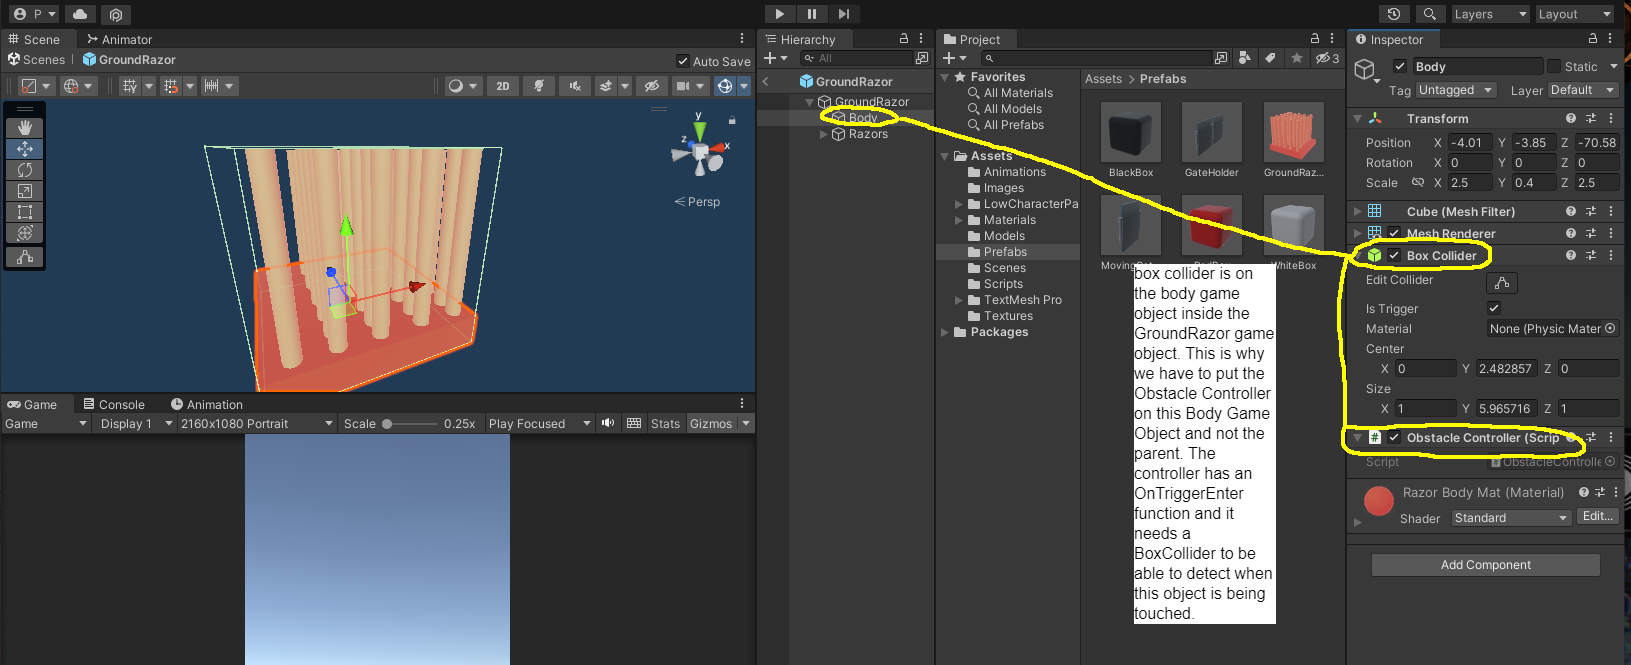 P
Layers
Layout
Scene
Animator
Scenes | GroundRazor
Auto Save
2D
y
x
z
Persp
Game
Console
Animation
Game
Display 1
2160x1080 Portrait
Scale
0.25x
Play Focused
Stats
Gizmos
Hierarchy
All
GroundRazor
GroundRazor
Body
Razors
Project
3
Favorites
All Materials
All Models
All Prefabs
Assets
Animations
Images
LowCharacterPa
Materials
Models
Prefabs
Scenes
Scripts
TextMesh Pro
Textures
Packages
Assets > Prefabs
BlackBox
GateHolder
GroundRaz...
WhiteBox
box collider is on
the body game
object inside the
GroundRazor game
object. This is why
we have to put the
Obstacle Controller
on this Body Game
Object and not the
parent. The
controller has an
OnTriggerEnter
function and it
needs a
BoxCollider to be
able to detect when
this object is being
touched.
Inspector
Body
Static
Tag Untagged
Layer Default
Transform
Position X -4.01 Y -3.85 Z -70.58
Rotation X 0 Y 0 Z 0
Scale X 2.5 Y 0.4 Z 2.5
Cube (Mesh Filter)
Mesh Renderer
Box Collider
Edit Collider
Is Trigger
Material None (Physic Mater
Center
X 0 Y 2.482857 Z 0
Size
X 1 Y 5.965716 Z 1
# Obstacle Controller (Scrip
Script ObstacleControlle
Razor Body Mat (Material)
Shader Standard Edit...
Add Component